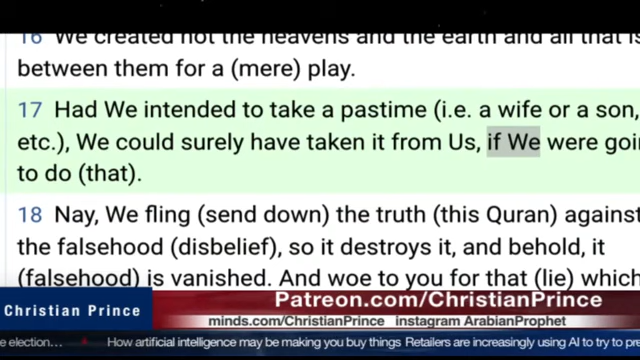 16 We created not the heavens and the earth and all that is
between them for a (mere) play.
17 Had We intended to take a pastime (i.e. a wife or a son,
etc.), We could surely have taken it from Us, if We were goin
to do (that).
18 Nay, We fling (send down) the truth (this Quran) against
the falsehood (disbelief), so it destroys it, and behold, it
(falsehood) is vanished. And woe to you for that (lie) which
Christian Prince
Patreon.com/ChristianPrince
minds.com/ChristianPrince instagram ArabianProphet
e election... How artificial intelligence may be making you buy things Retailers are increasingly using AI to try to pre